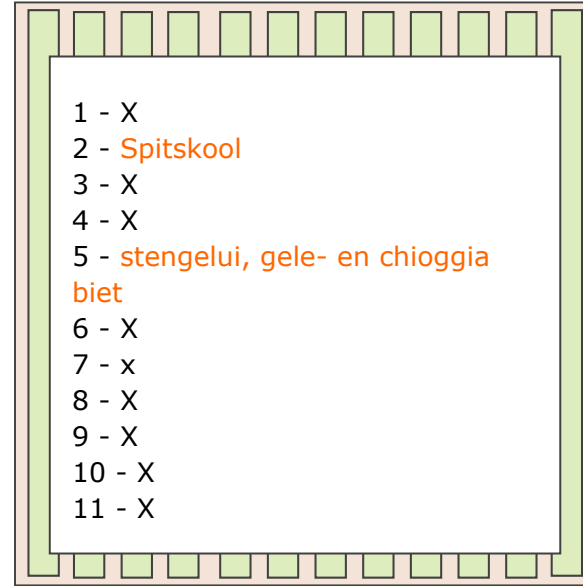 1 - X
2 - Spitskool
3 - X
4 - X
5 - stengelui, gele- en chioggia
biet
6 - X
7 - x
8 - X
9 - X
10 - X
11 - X